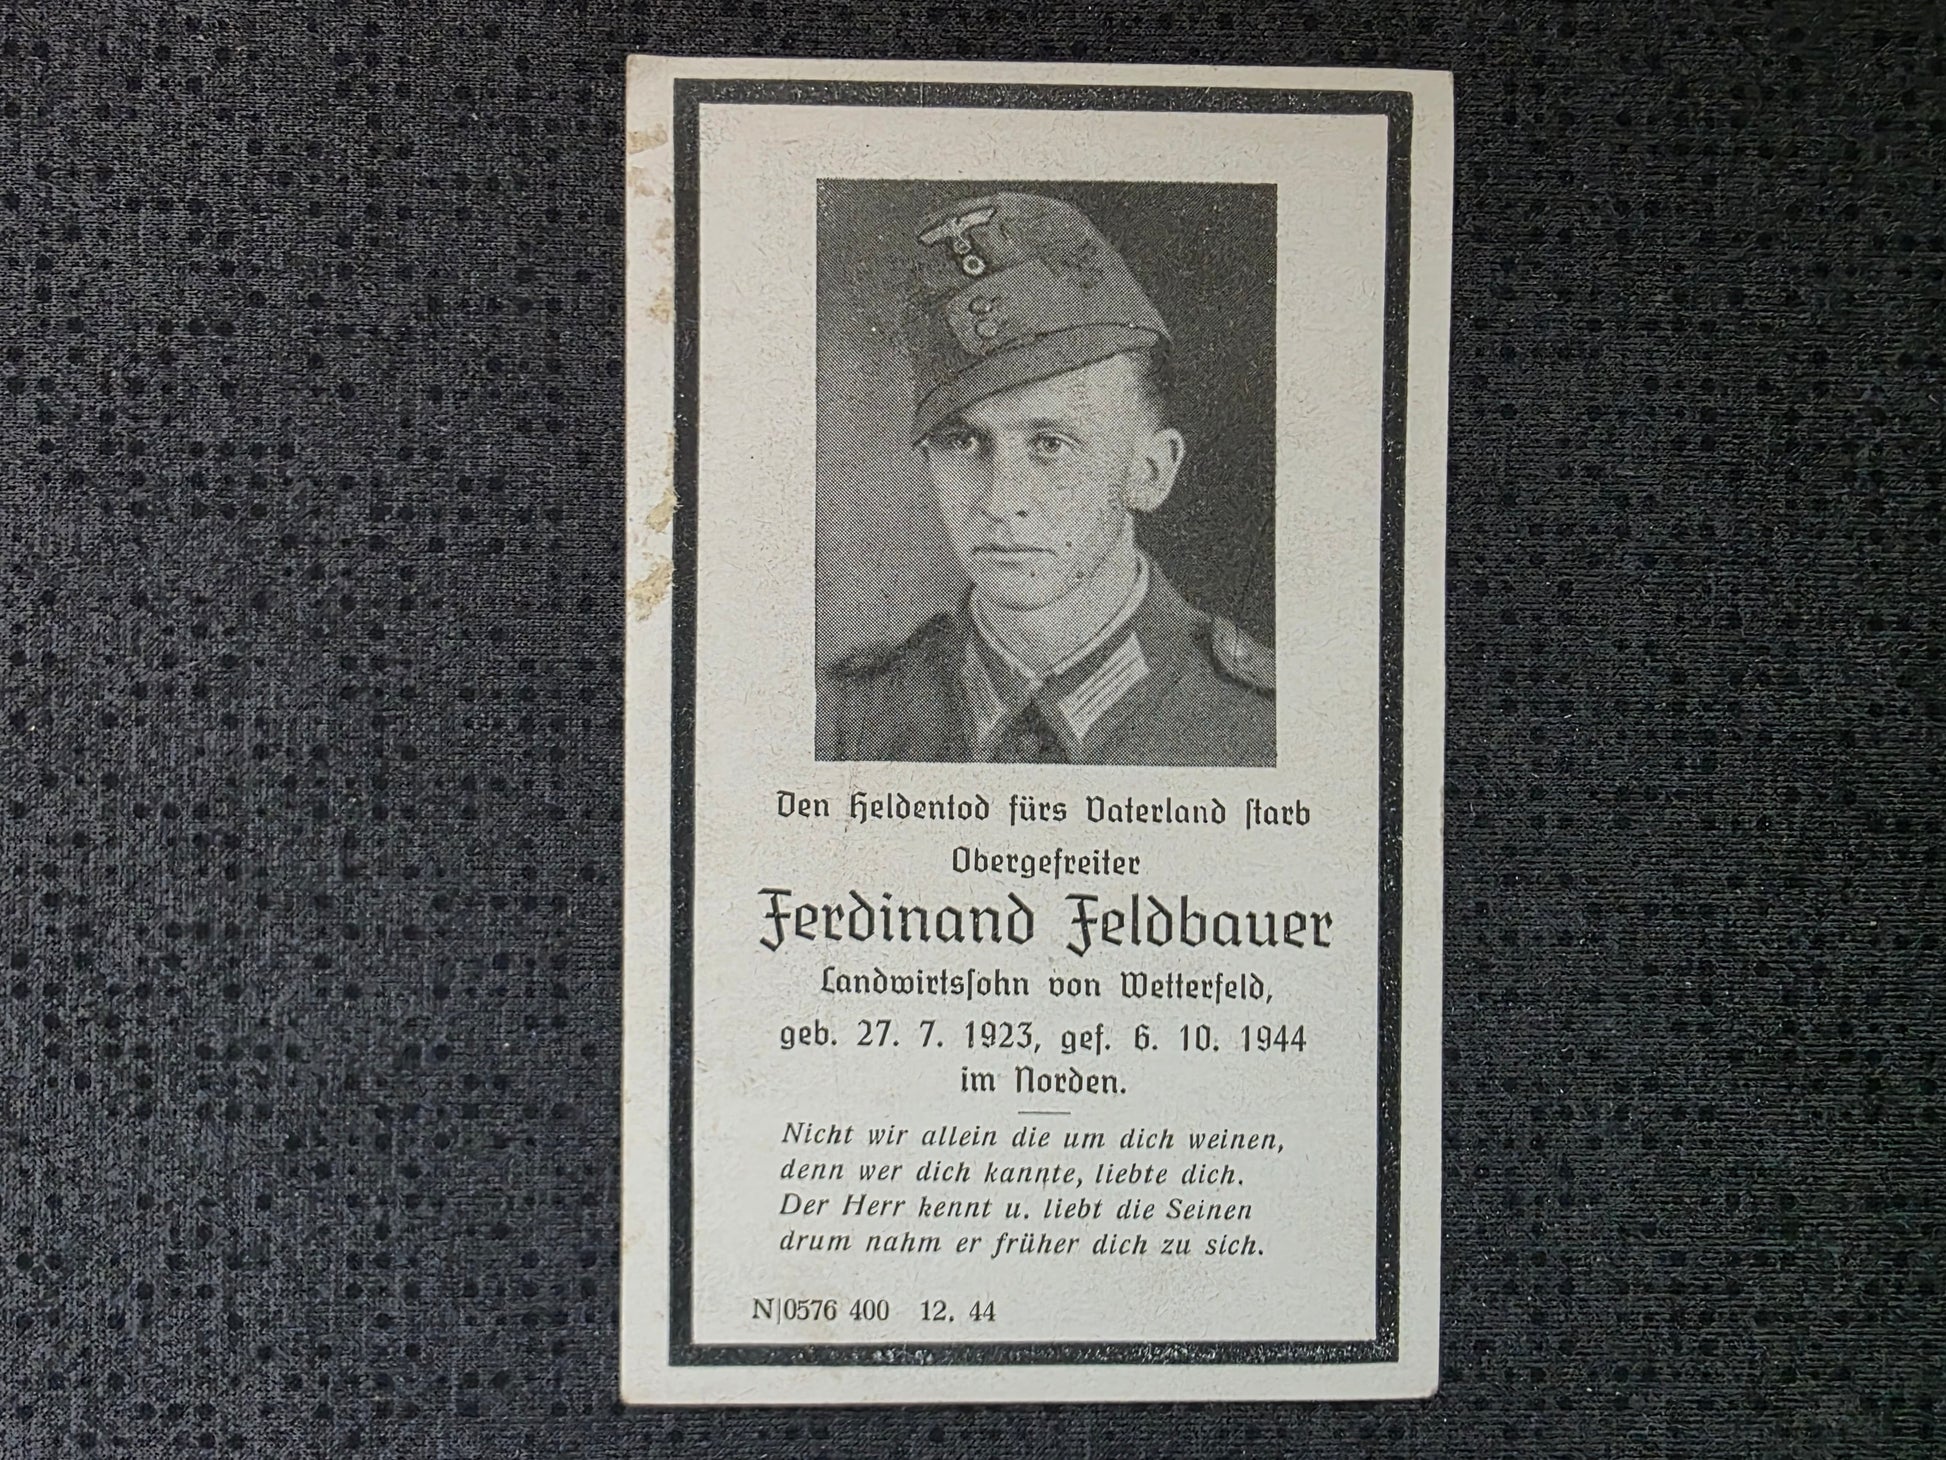 Den Heldentod fürs Vaterland starb
Obergefreiter
Ferdinand Feldbauer
Landwirtssohn von Wetterfeld,
geb. 27. 7. 1923, gef. 6. 10. 1944
im Norden.
Nicht wir allein die um dich weinen,
denn wer dich kannte, liebte dich.
Der Herr kennt u. liebt die Seinen
drum nahm er früher dich zu sich.
N|0576 400 12. 44